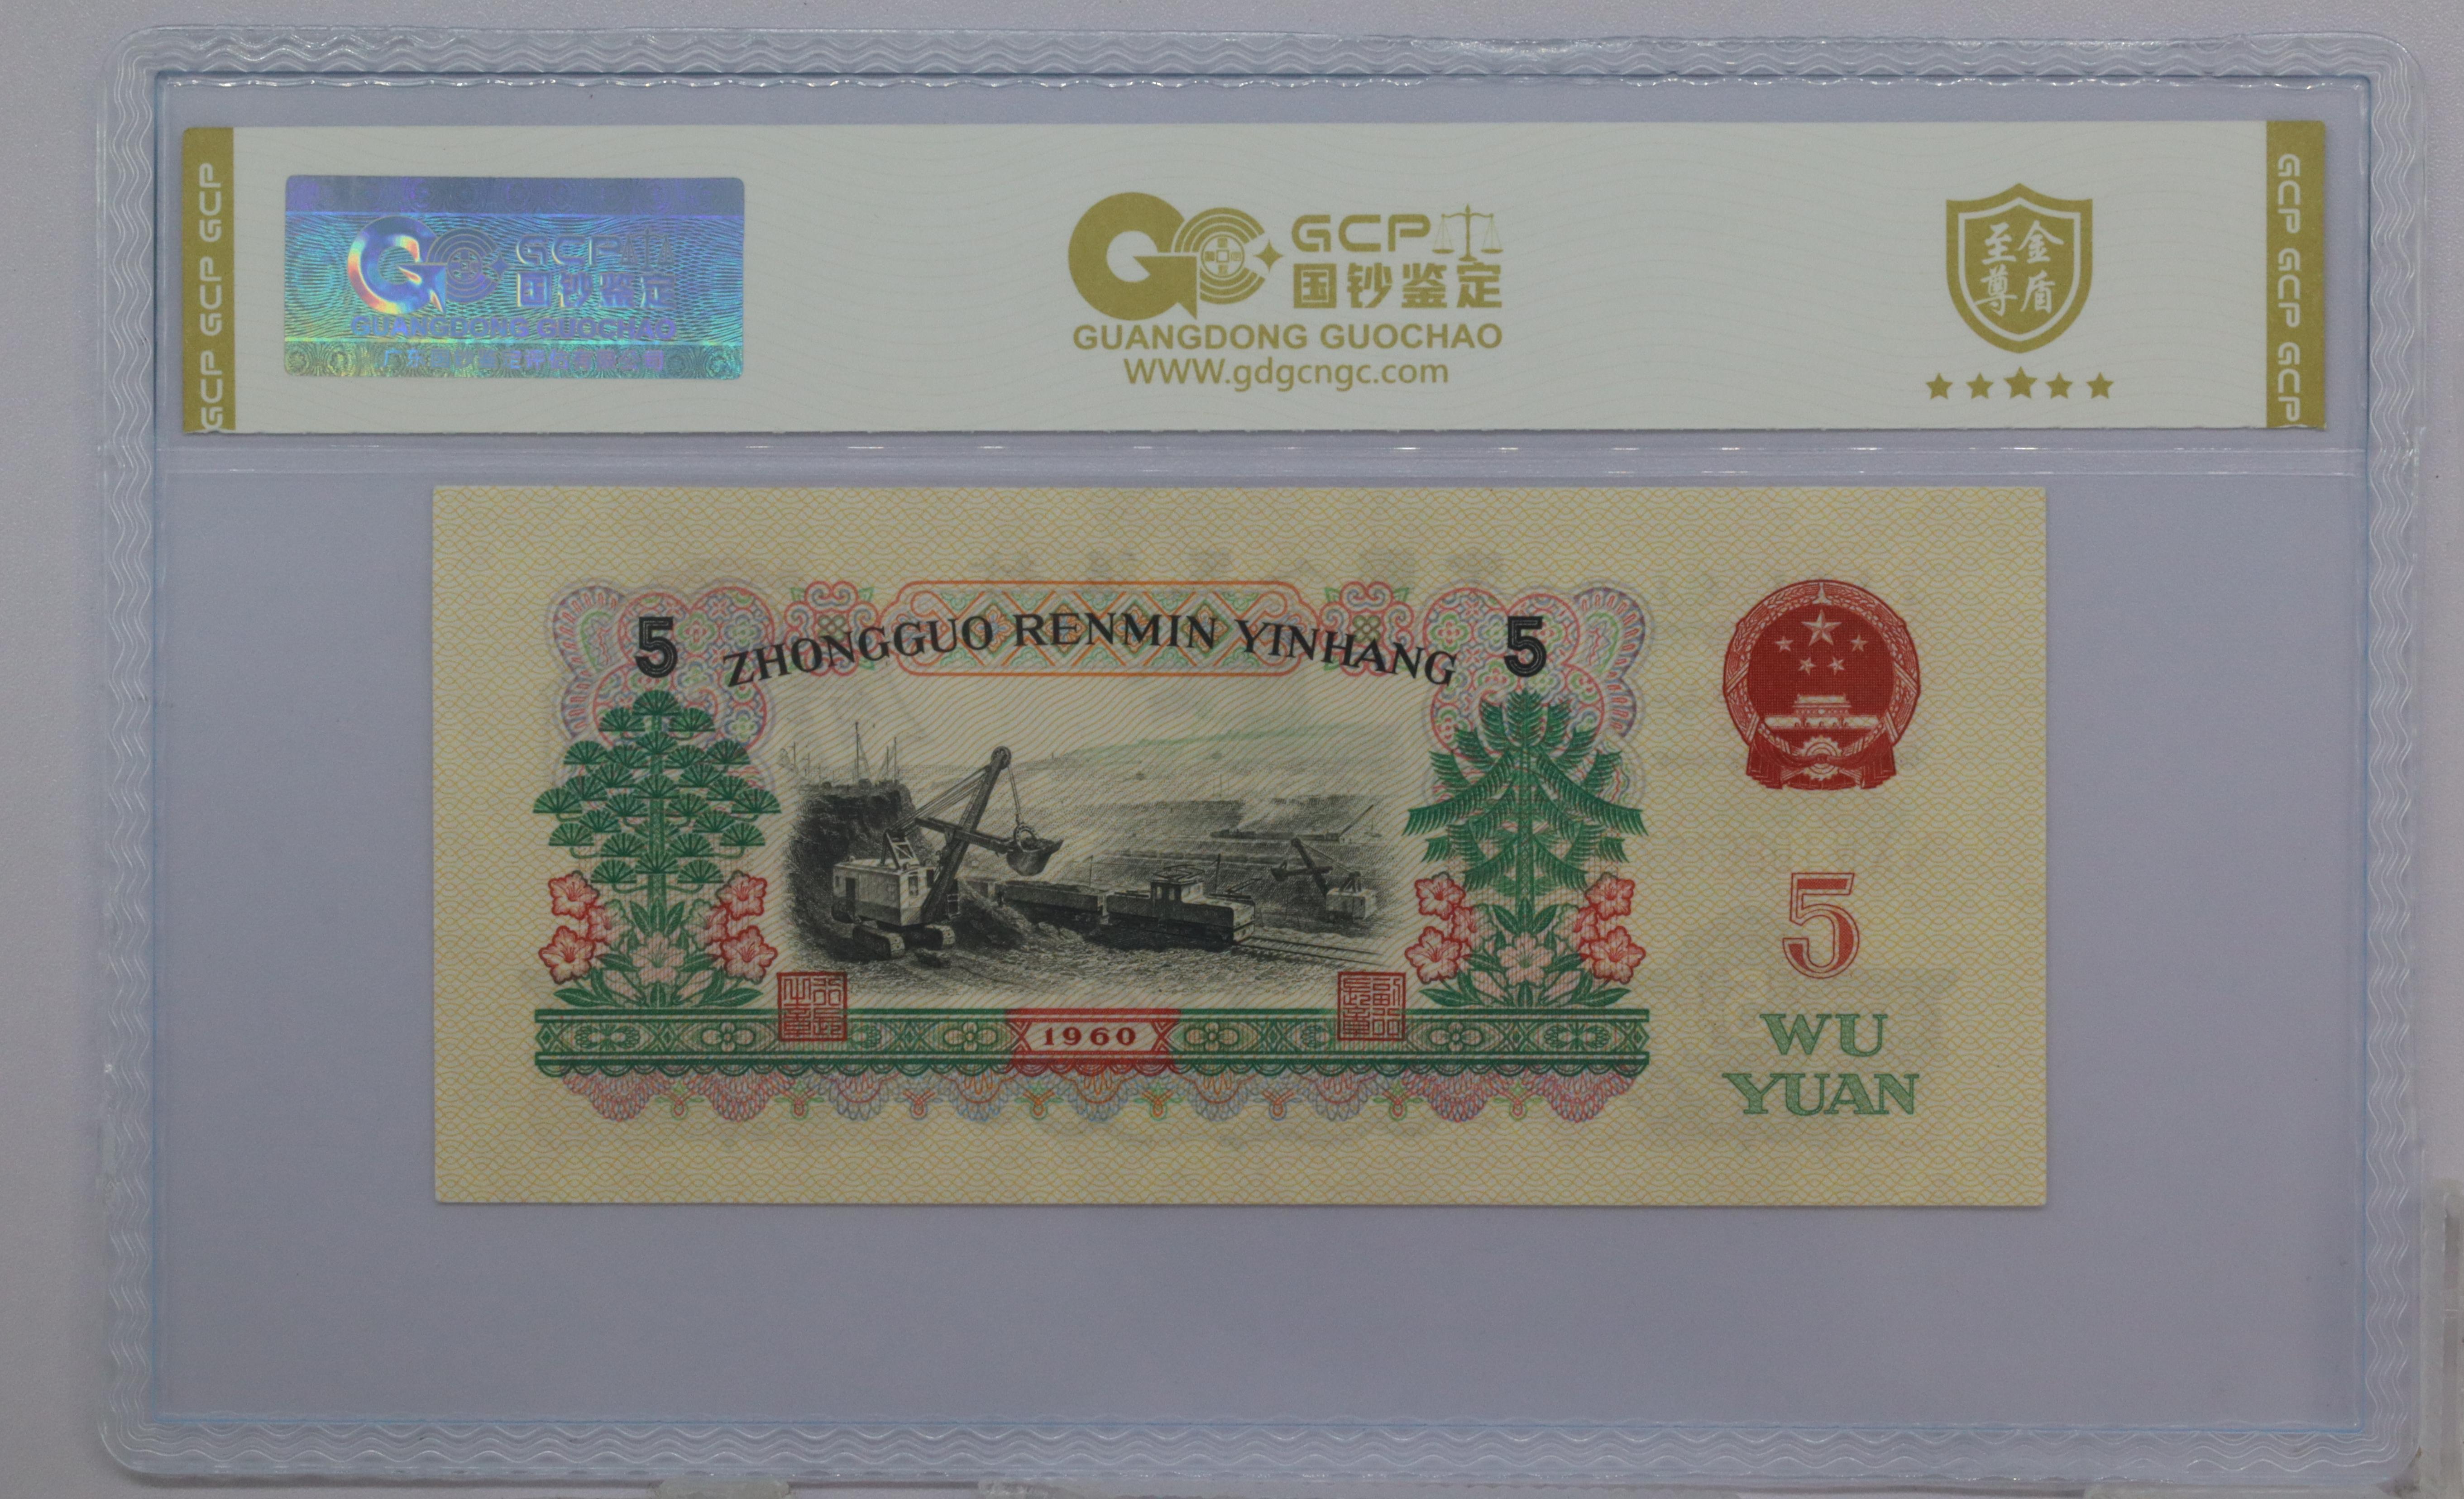 GCP GCP GCP
GCP
国钞鉴定
GUANGDONG GUOCHAO
GCP
国钞鉴定
GUANGDONG GUOCHAO
WWW.gdgcngc.com
至金
尊盾
GCP GCP GCP
5 ZHONGGUO RENMIN YINHANG 5
5
WU
YUAN
1960